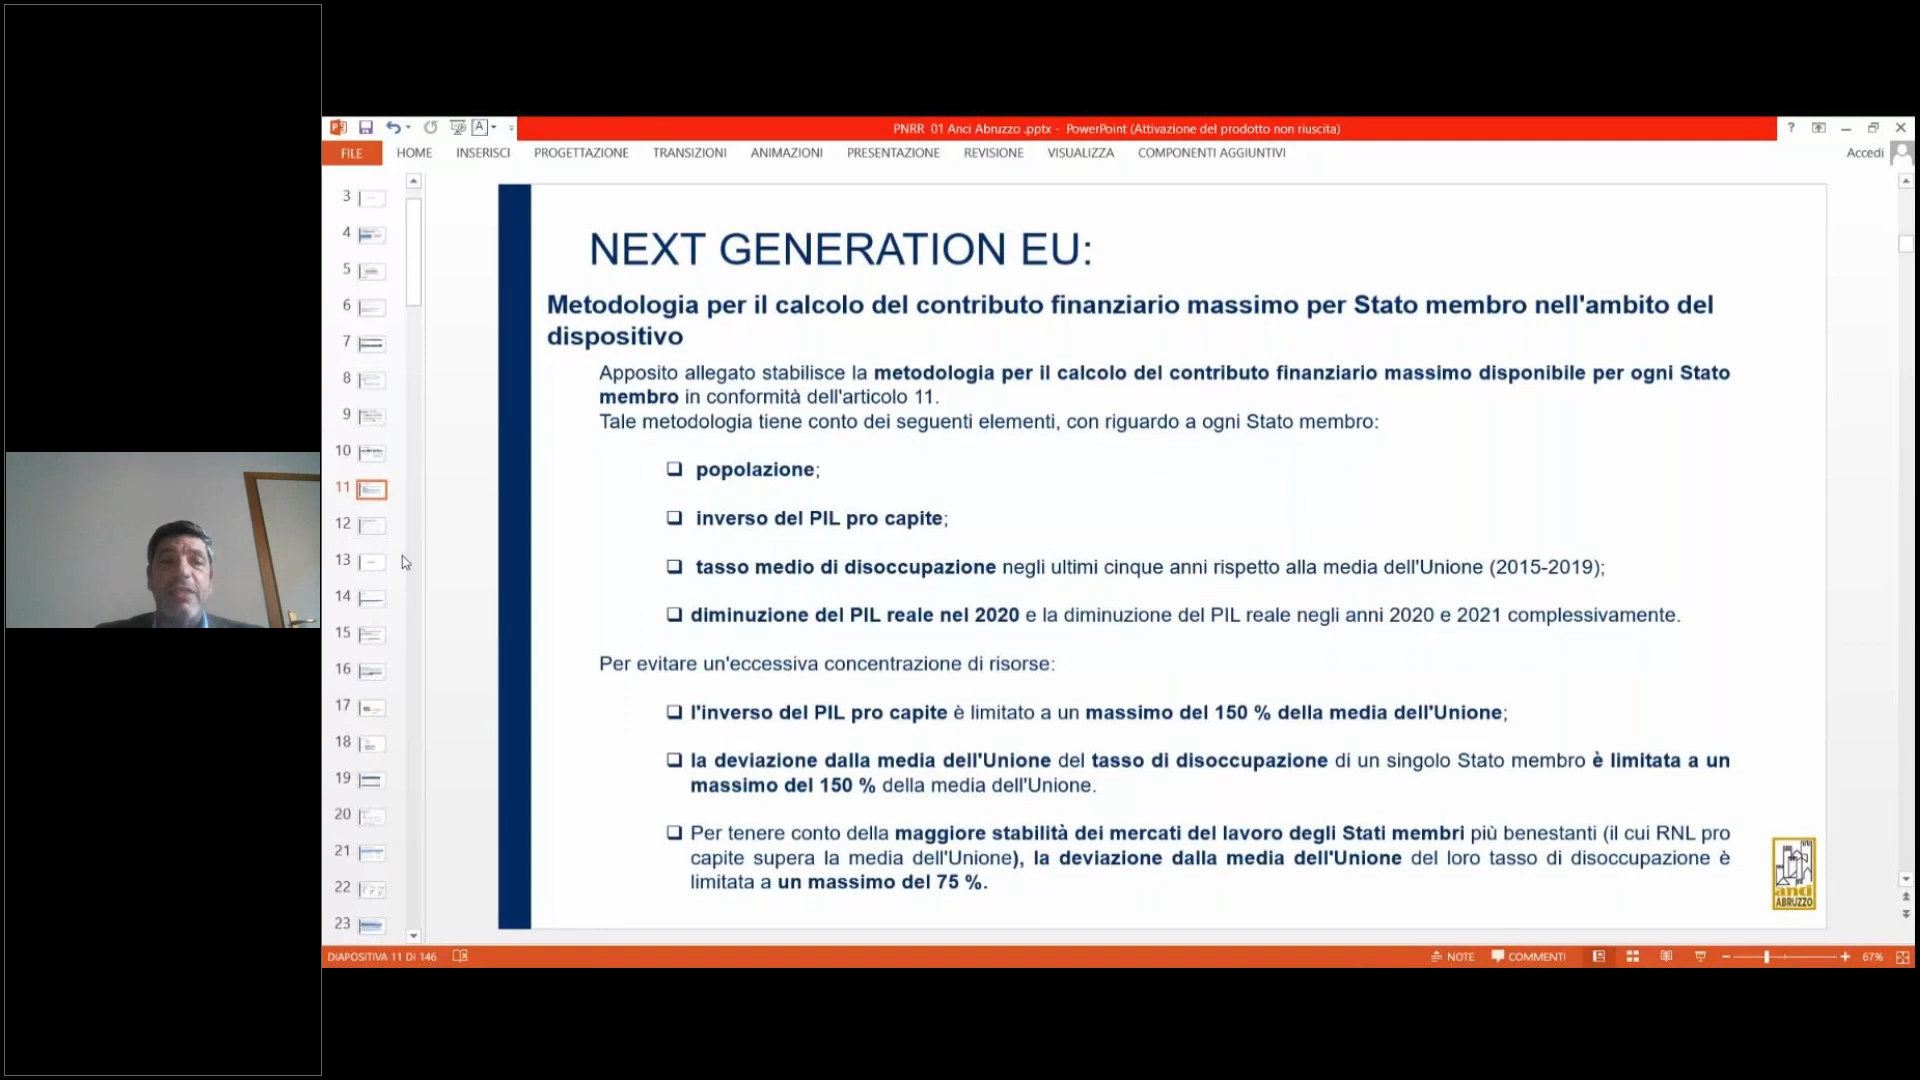 PNRR 01 Anci Abruzzo .pptx - PowerPoint (Attivazione del prodotto non riuscita)
FILE HOME INSERISCI PROGETTAZIONE TRANSIZIONI ANIMAZIONI PRESENTAZIONE REVISIONE VISUALIZZA COMPONENTI AGGIUNTIVI Accedi
3
4
5
6
7
8
9
10
11
12
13
14
15
16
17
18
19
20
21
22
23
NEXT GENERATION EU:
Metodologia per il calcolo del contributo finanziario massimo per Stato membro nell'ambito del
dispositivo
Apposito allegato stabilisce la metodologia per il calcolo del contributo finanziario massimo disponibile per ogni Stato
membro in conformità dell'articolo 11.
Tale metodologia tiene conto dei seguenti elementi, con riguardo a ogni Stato membro:
❑ popolazione;
❑ inverso del PIL pro capite;
❑ tasso medio di disoccupazione negli ultimi cinque anni rispetto alla media dell'Unione (2015-2019);
❑ diminuzione del PIL reale nel 2020 e la diminuzione del PIL reale negli anni 2020 e 2021 complessivamente.
Per evitare un'eccessiva concentrazione di risorse:
❑ l'inverso del PIL pro capite è limitato a un massimo del 150 % della media dell'Unione;
❑ la deviazione dalla media dell'Unione del tasso di disoccupazione di un singolo Stato membro è limitata a un
massimo del 150 % della media dell'Unione.
❑ Per tenere conto della maggiore stabilità dei mercati del lavoro degli Stati membri più benestanti (il cui RNL pro
capite supera la media dell'Unione), la deviazione dalla media dell'Unione del loro tasso di disoccupazione è
limitata a un massimo del 75 %.
anci
ABRUZZO
DIAPOSITIVA 11 DI 146 NOTE COMMENTI 67%